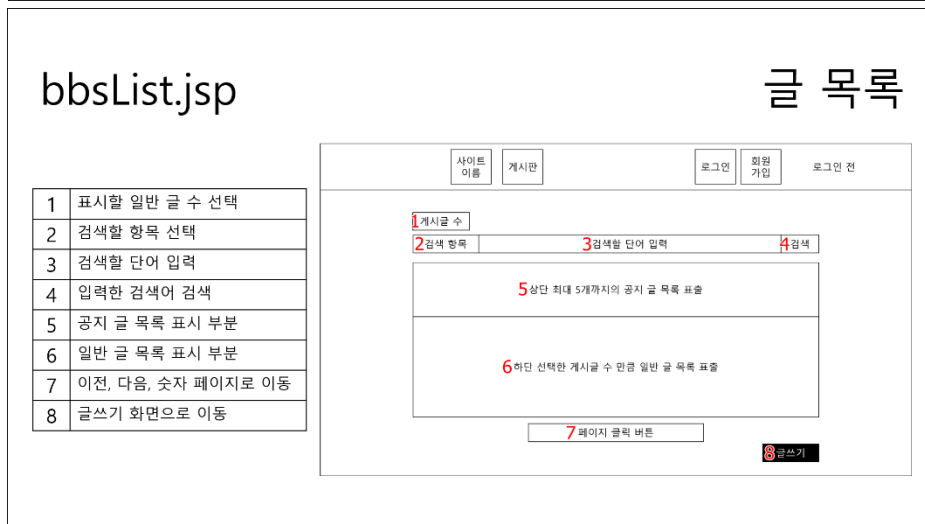 bbsList.jsp
글 목록
1 표시할 일반 글 수 선택
2 검색할 항목 선택
3 검색할 단어 입력
4 입력한 검색어 검색
5 공지 글 목록 표시 부분
6 일반 글 목록 표시 부분
7 이전, 다음, 숫자 페이지로 이동
8 글쓰기 화면으로 이동
사이트
이름
게시판
로그인
회원
가입
로그인 전
1게시글 수
2검색 항목
3검색할 단어 입력
4검색
5상단 최대 5개까지의 공지 글 목록 표출
6하단 선택한 게시글 수 만큼 일반 글 목록 표출
7페이지 클릭 버튼
8글쓰기